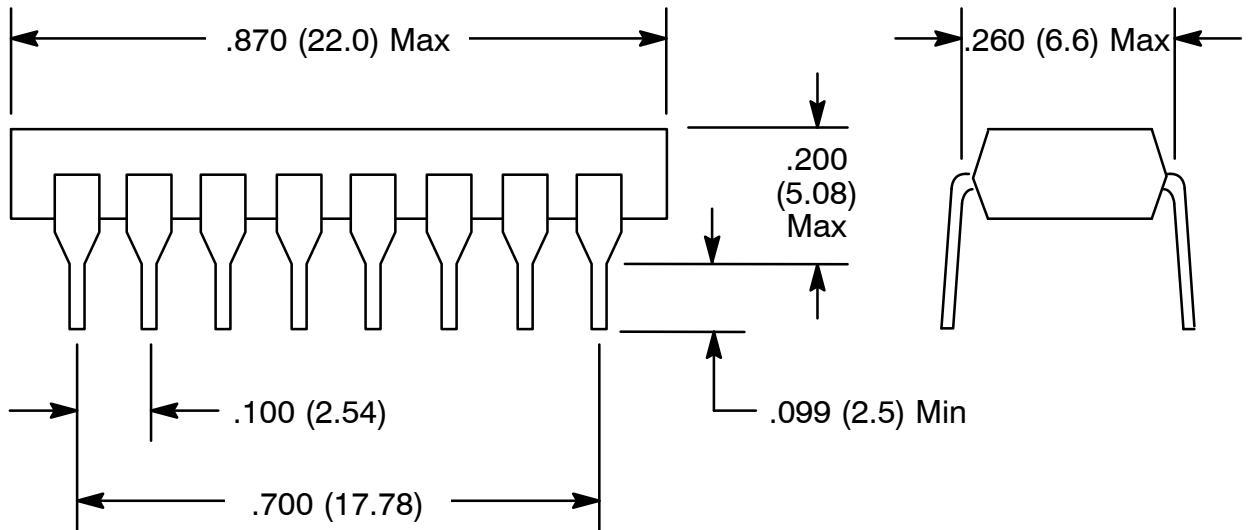 .870 (22.0) Max
.260 (6.6) Max
.200
(5.08)
Max
.100 (2.54)
.099 (2.5) Min
.700 (17.78)